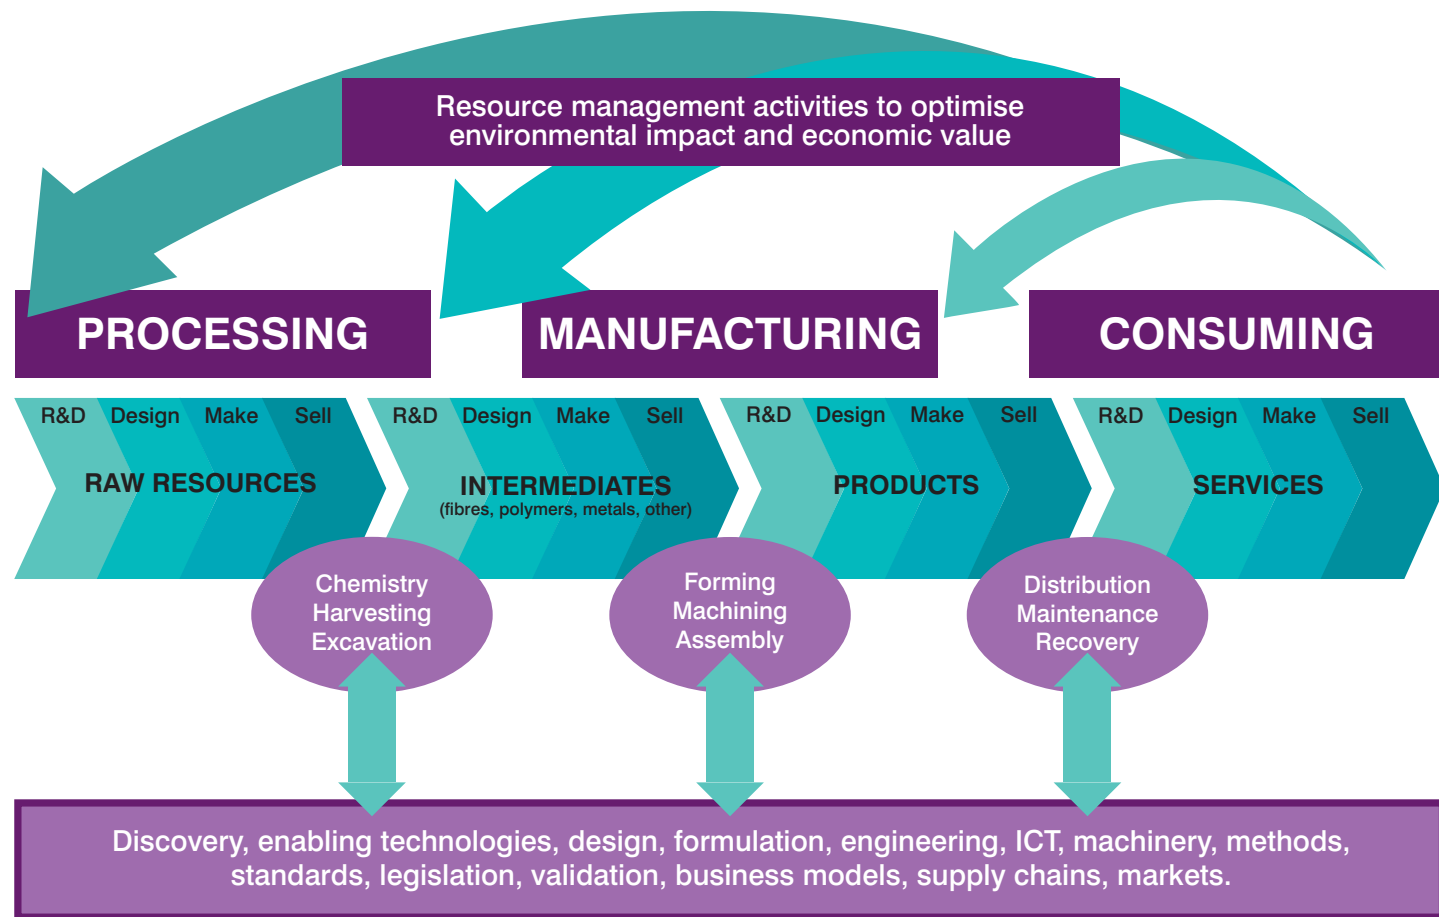 Resource management activities to optimise
environmental impact and economic value
PROCESSING
MANUFACTURING
CONSUMING
R&D Design Make Sell
RAW RESOURCES
R&D Design Make Sell
INTERMEDIATES
(fibres, polymers, metals, other)
R&D Design Make Sell
PRODUCTS
R&D Design Make Sell
SERVICES
Chemistry
Harvesting
Excavation
Forming
Machining
Assembly
Distribution
Maintenance
Recovery
Discovery, enabling technologies, design, formulation, engineering, ICT, machinery, methods,
standards, legislation, validation, business models, supply chains, markets.